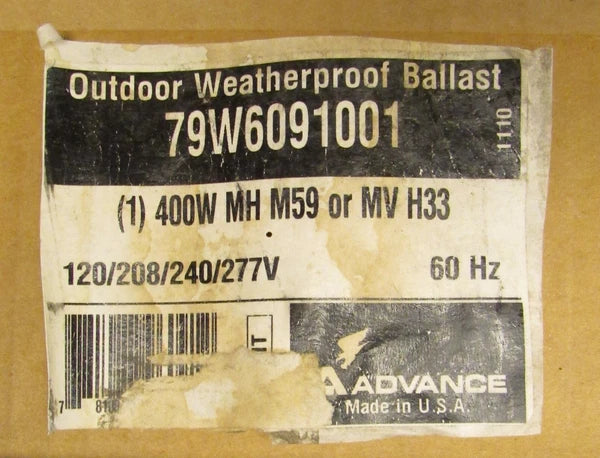 Outdoor Weatherproof Ballast
79W6091001
1110
(1) 400W MH M59 or MV H33
120/208/240/277V 60 Hz
ADVANCE
Made in U.S.A.
7